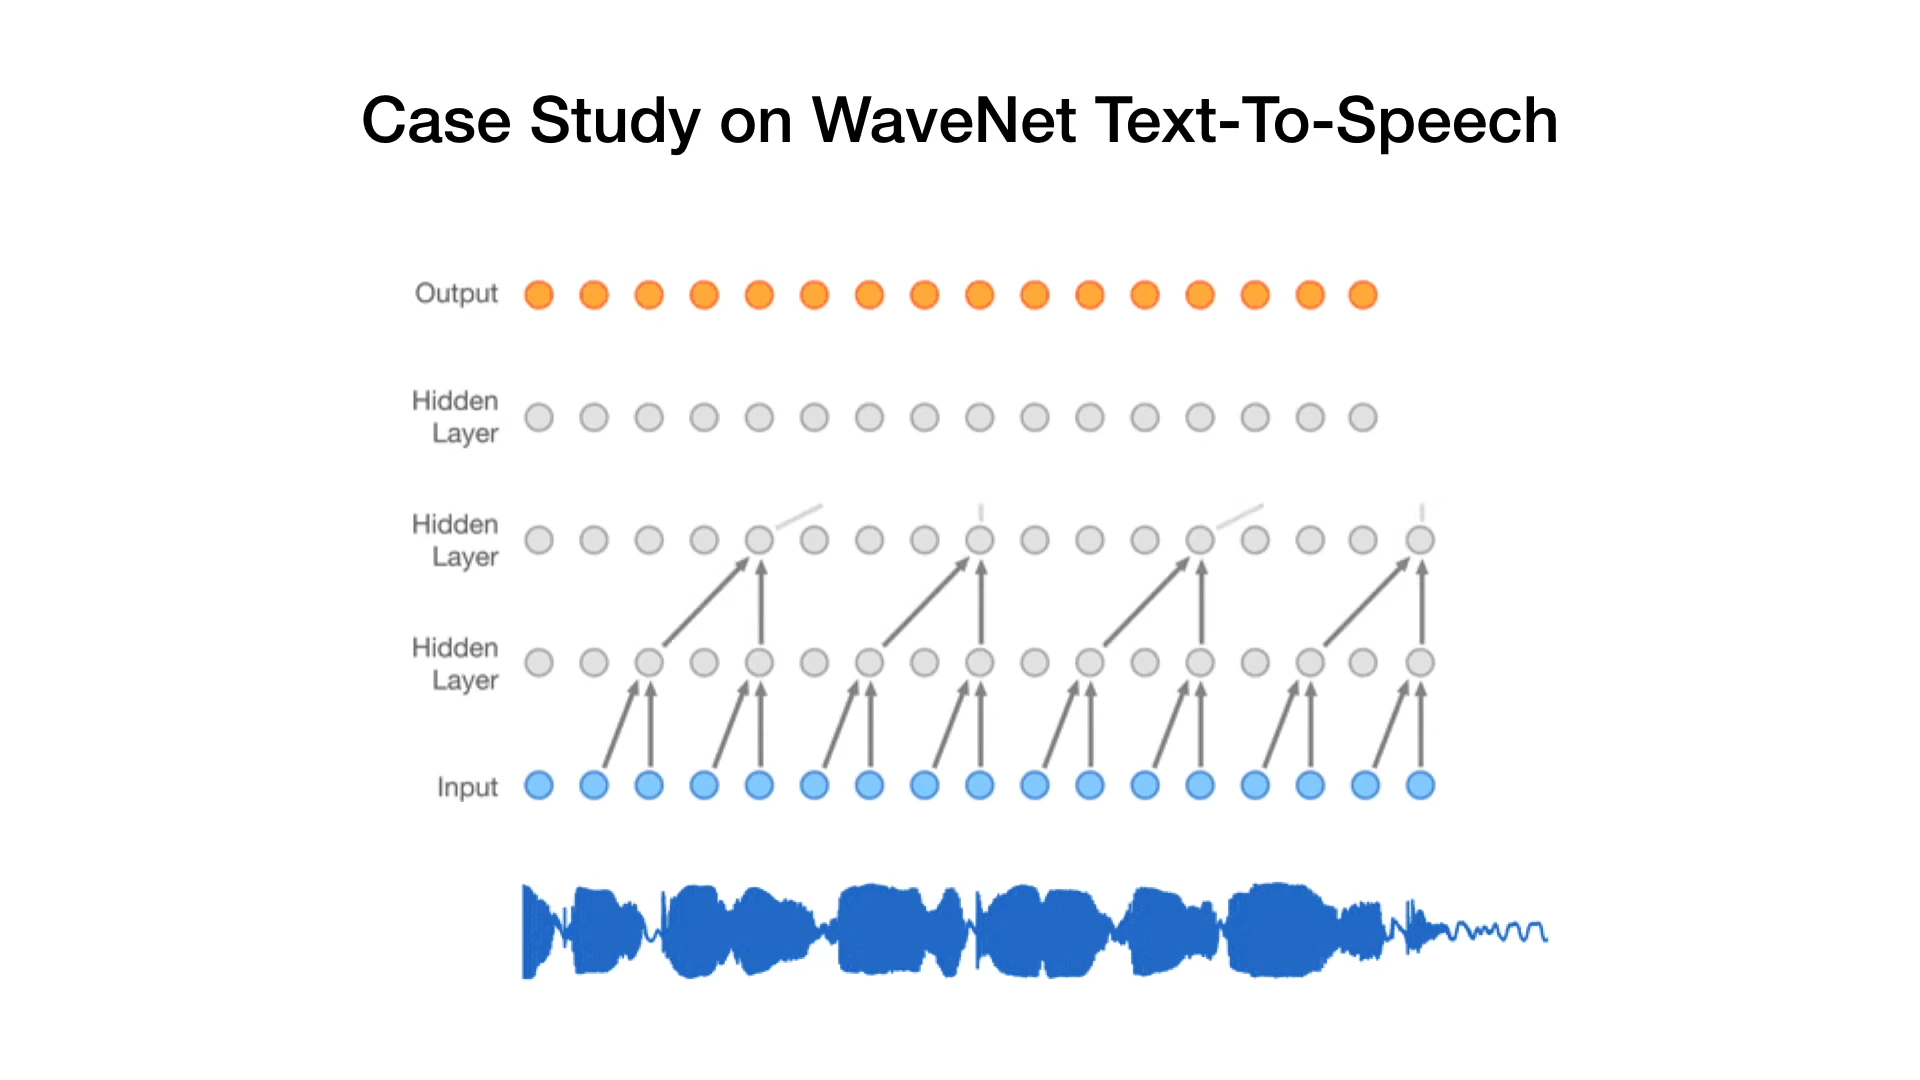 Case Study on WaveNet Text-To-Speech
Output
Hidden
Layer
Hidden
Layer
Hidden
Layer
Input